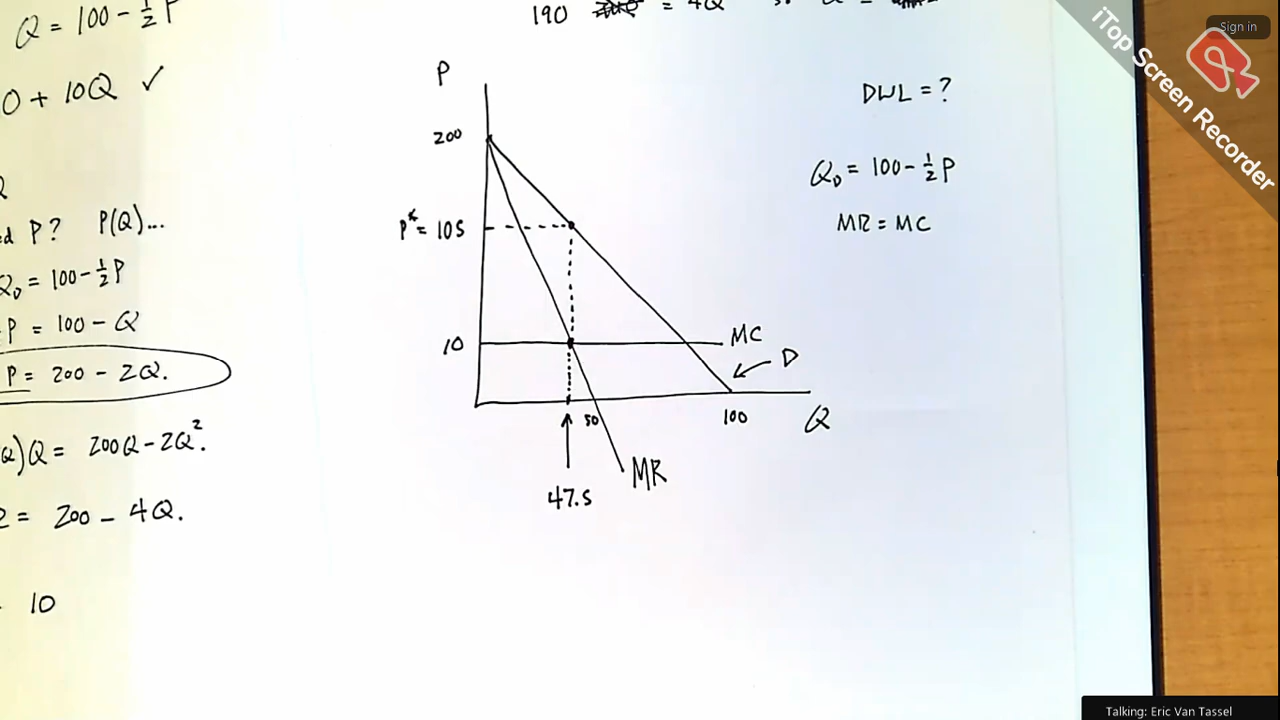 Q = 100 - ½ P
0 + 10Q ✓
Q
ed P? P(Q)...
Q_D = 100 - ½ P
P = 100 - Q
P = 200 - 2Q.
Q)Q = 200Q - 2Q².
= 200 - 4Q.
10
190 = 4Q so
P
200
P* = 105
10
MC
D
50
100
Q
MR
47.5
DWL = ?
Q_D = 100 - ½ P
MR = MC
iTop Screen Recorder
Sign in
Talking: Eric Van Tassel